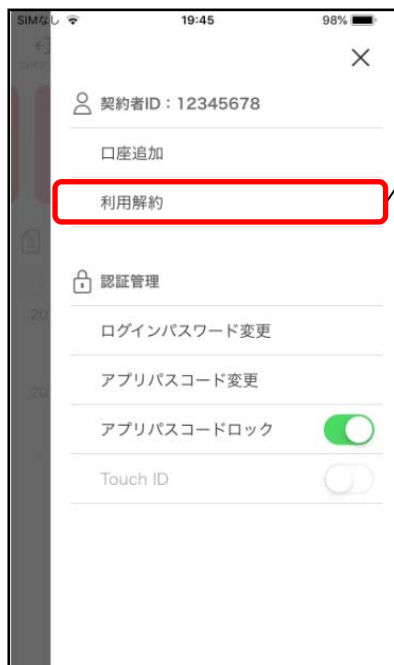 SIMなし 19:45 98%
契約者ID：12345678
口座追加
利用解約
認証管理
ログインパスワード変更
アプリパスコード変更
アプリパスコードロック
Touch ID
20
20